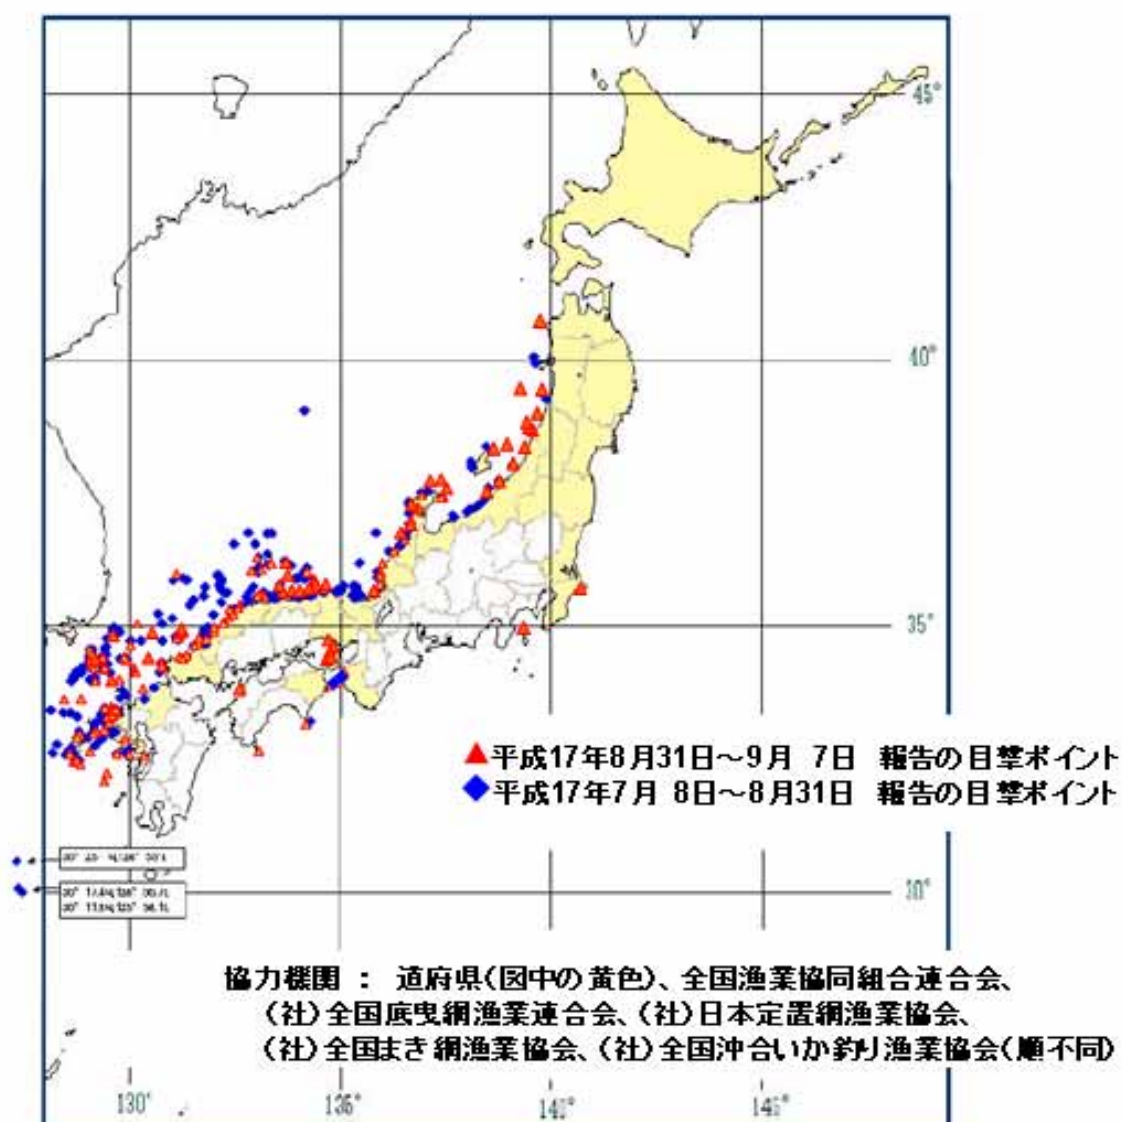 45°
40°
35°
▲平成17年8月31日～9月 7日 報告の目撃ポイント
◆平成17年7月 8日～8月31日 報告の目撃ポイント
30°
協力機関 ： 道府県(図中の黄色)、全国漁業協同組合連合会、
(社)全国底曳網漁業連合会、(社)日本定置網漁業協会、
(社)全国まき網漁業協会、(社)全国沖合いか釣り漁業協会(順不同)
130° 135° 140° 145°